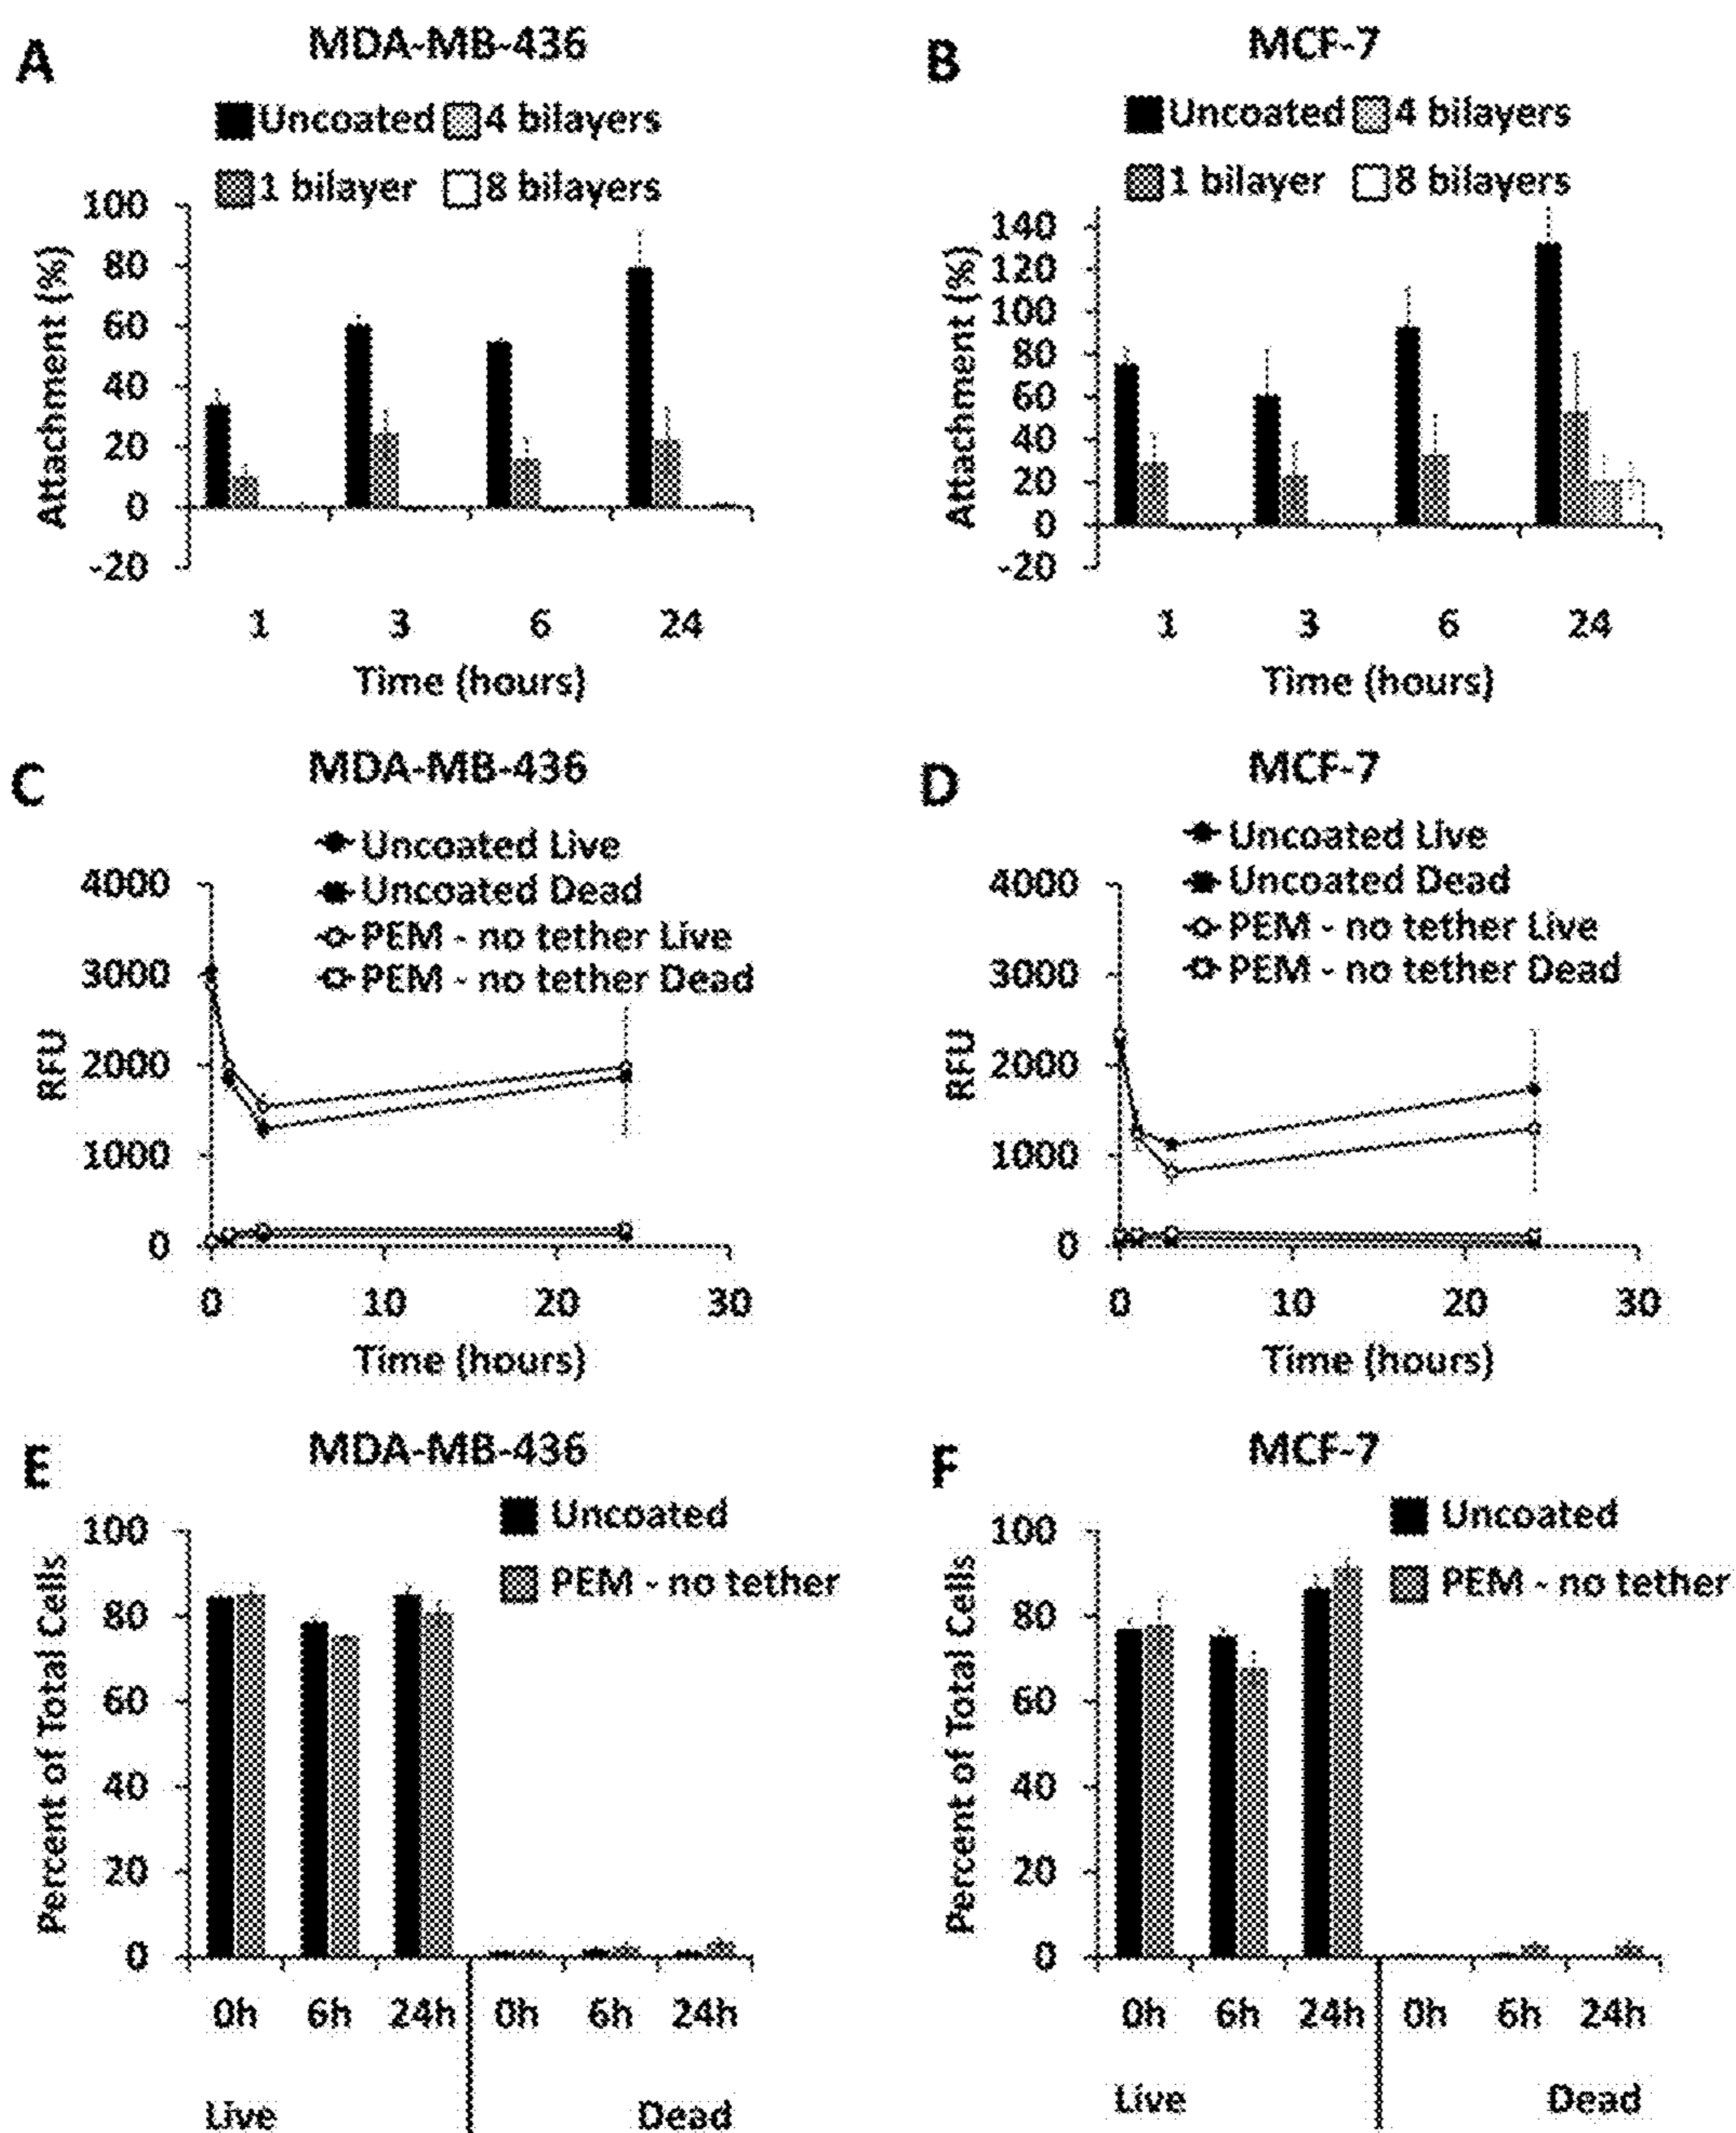 A
MDA-MB-436
Uncoated 4 bilayers
1 bilayer 8 bilayers
100
80
60
40
20
0
-20
Attachment (%)
1 3 6 24
Time (hours)
B
MCF-7
Uncoated 4 bilayers
1 bilayer 8 bilayers
140
120
100
80
60
40
20
0
-20
Attachment (%)
1 3 6 24
Time (hours)
C
MDA-MB-436
Uncoated Live
Uncoated Dead
PEM - no tether Live
PEM - no tether Dead
4000
3000
2000
1000
0
RFU
0 10 20 30
Time (hours)
D
MCF-7
Uncoated Live
Uncoated Dead
PEM - no tether Live
PEM - no tether Dead
4000
3000
2000
1000
0
RFU
0 10 20 30
Time (hours)
E
MDA-MB-436
Uncoated
PEM - no tether
100
80
60
40
20
0
Percent of Total Cells
0h 6h 24h 0h 6h 24h
Live Dead
F
MCF-7
Uncoated
PEM - no tether
100
80
60
40
20
0
Percent of Total Cells
0h 6h 24h 0h 6h 24h
Live Dead